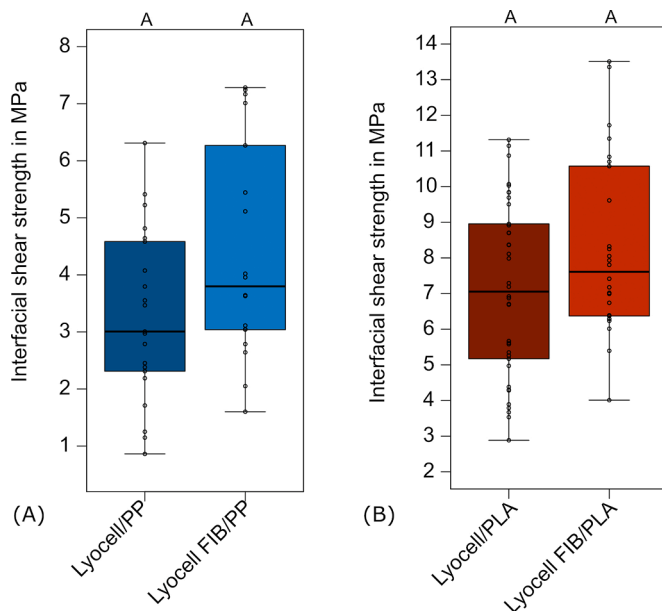 A A
8
7
6
5
4
3
2
1
Interfacial shear strength in MPa
Lyocell/PP
Lyocell FIB/PP
(A)
A A
14
13
12
11
10
9
8
7
6
5
4
3
2
Interfacial shear strength in MPa
Lyocell/PLA
Lyocell FIB/PLA
(B)